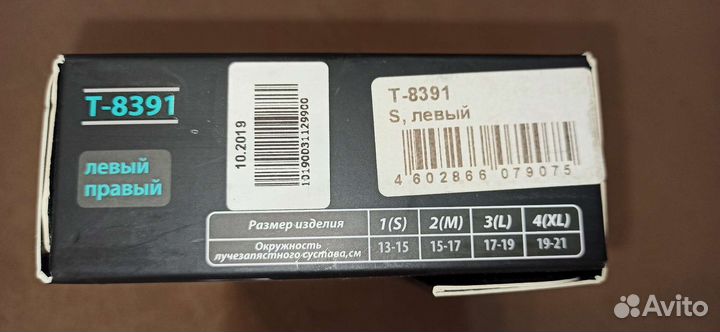 T-8391
левый
правый
10.2019
10190031129900
T-8391
S, левый
4 602866 079075
Размер изделия 1(S) 2(M) 3(L) 4(XL)
Окружность лучезапястного сустава,см 13-15 15-17 17-19 19-21
Avito